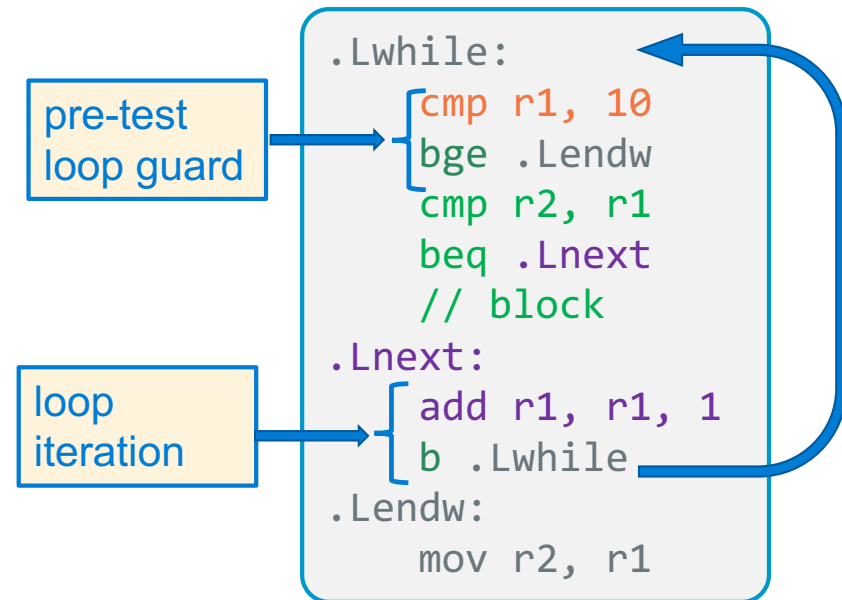 .Lwhile:
pre-test
loop guard
cmp r1, 10
bge .Lendw
cmp r2, r1
beq .Lnext
// block
.Lnext:
loop
iteration
add r1, r1, 1
b .Lwhile
.Lendw:
mov r2, r1